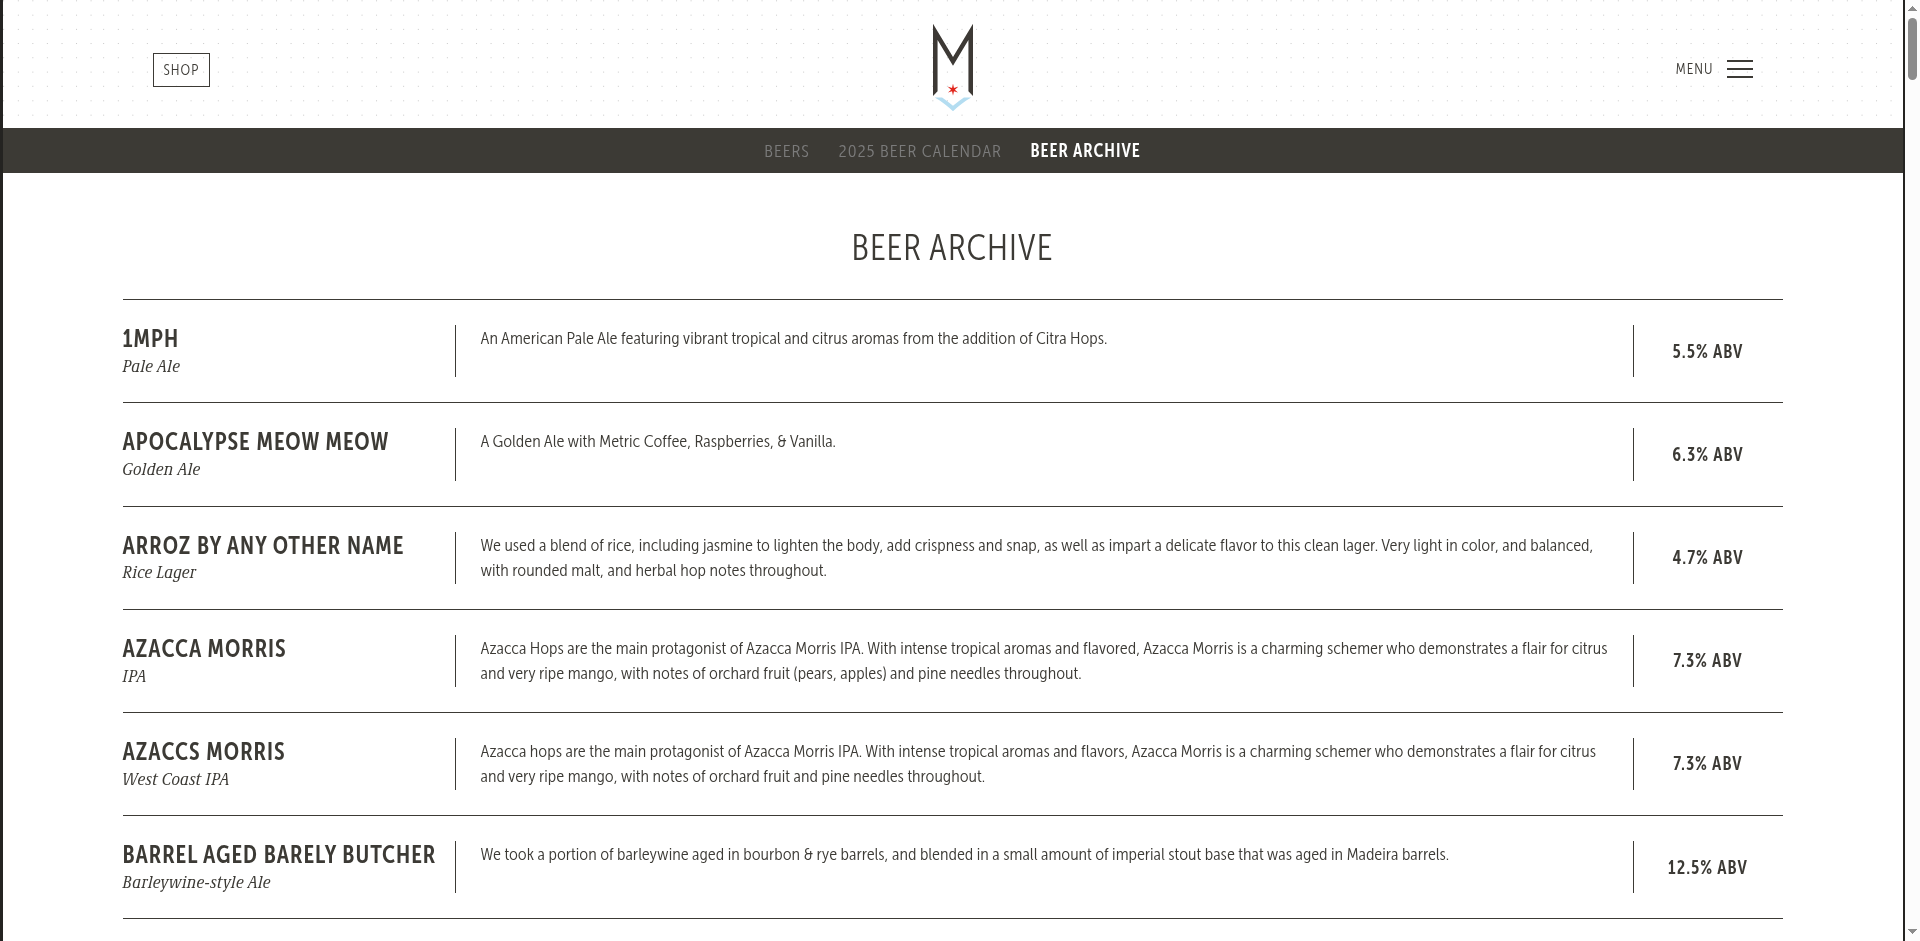 SHOP
M
MENU
BEERS 2025 BEER CALENDAR BEER ARCHIVE
BEER ARCHIVE
1MPH
Pale Ale
An American Pale Ale featuring vibrant tropical and citrus aromas from the addition of Citra Hops.
5.5% ABV
APOCALYPSE MEOW MEOW
Golden Ale
A Golden Ale with Metric Coffee, Raspberries, & Vanilla.
6.3% ABV
ARROZ BY ANY OTHER NAME
Rice Lager
We used a blend of rice, including jasmine to lighten the body, add crispness and snap, as well as impart a delicate flavor to this clean lager. Very light in color, and balanced,
with rounded malt, and herbal hop notes throughout.
4.7% ABV
AZACCA MORRIS
IPA
Azacca Hops are the main protagonist of Azacca Morris IPA. With intense tropical aromas and flavored, Azacca Morris is a charming schemer who demonstrates a flair for citrus
and very ripe mango, with notes of orchard fruit (pears, apples) and pine needles throughout.
7.3% ABV
AZACCS MORRIS
West Coast IPA
Azacca hops are the main protagonist of Azacca Morris IPA. With intense tropical aromas and flavors, Azacca Morris is a charming schemer who demonstrates a flair for citrus
and very ripe mango, with notes of orchard fruit and pine needles throughout.
7.3% ABV
BARREL AGED BARELY BUTCHER
Barleywine-style Ale
We took a portion of barleywine aged in bourbon & rye barrels, and blended in a small amount of imperial stout base that was aged in Madeira barrels.
12.5% ABV